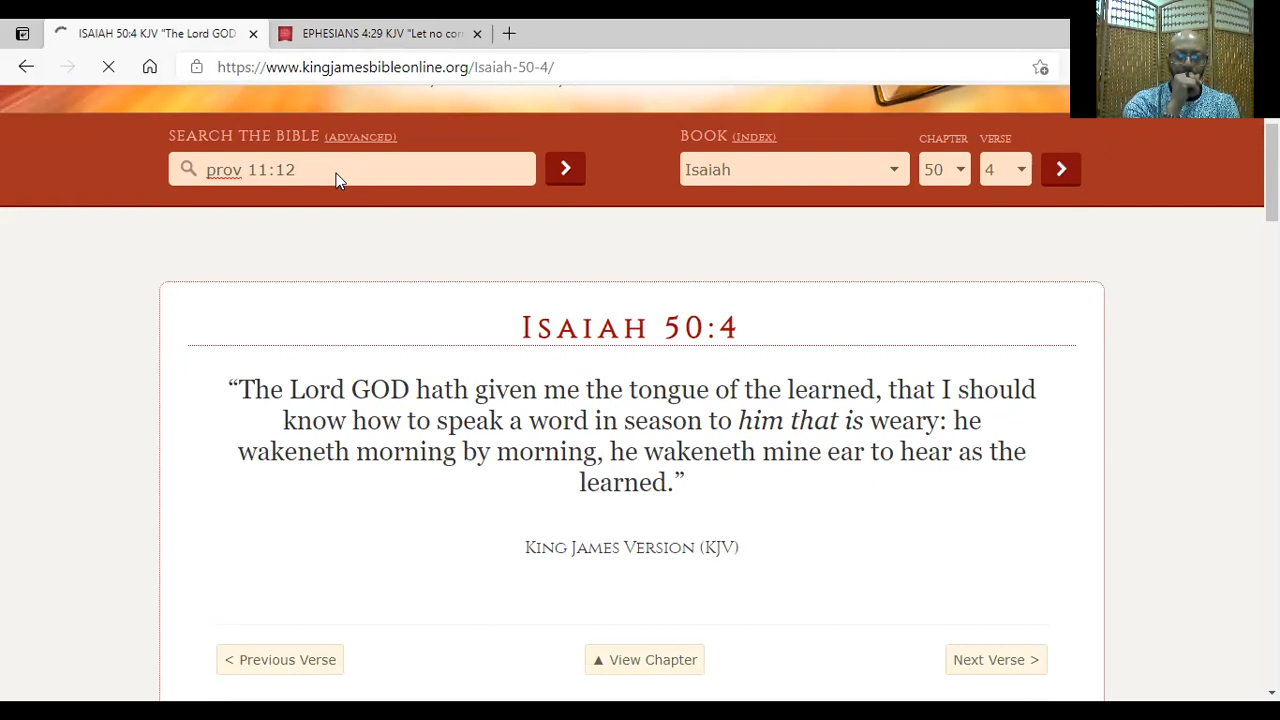 ISAIAH 50:4 KJV "The Lord GOD
EPHESIANS 4:29 KJV "Let no cor
https://www.kingjamesbibleonline.org/Isaiah-50-4/
SEARCH THE BIBLE (ADVANCED)
BOOK (INDEX)
CHAPTER
VERSE
prov 11:12
Isaiah
50
4
ISAIAH 50:4
“The Lord GOD hath given me the tongue of the learned, that I should
know how to speak a word in season to him that is weary: he
wakeneth morning by morning, he wakeneth mine ear to hear as the
learned.”
KING JAMES VERSION (KJV)
< Previous Verse
▲ View Chapter
Next Verse >